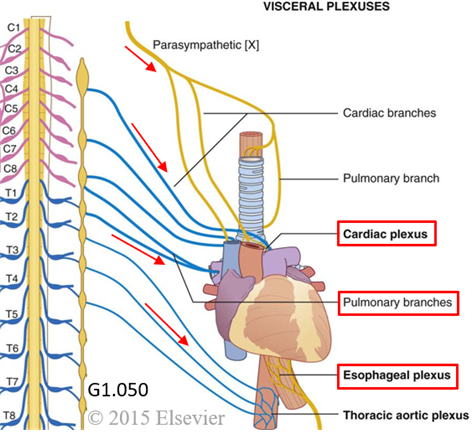 VISCERAL PLEXUSES
C1
C2
C3
C4
C5
C6
C7
C8
T1
T2
T3
T4
T5
T6
T7
T8
Parasympathetic [X]
Cardiac branches
Pulmonary branch
Cardiac plexus
Pulmonary branches
Esophageal plexus
Thoracic aortic plexus
G1.050
© 2015 Elsevier